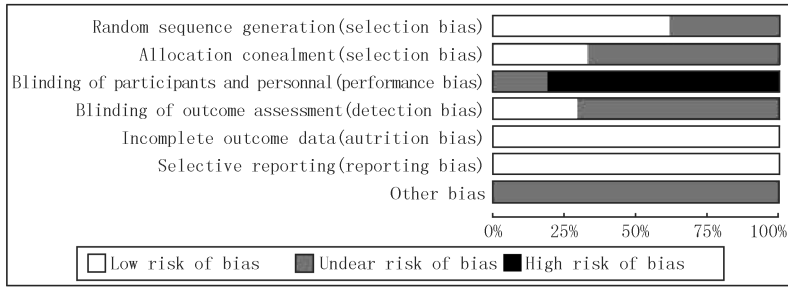 Random sequence generation(selection bias)
Allocation conealment(selection bias)
Blinding of participants and personnal(performance bias)
Blinding of outcome assessment(detection bias)
Incomplete outcome data(autrition bias)
Selective reporting(reporting bias)
Other bias
0% 25% 50% 75% 100%
Low risk of bias Undear risk of bias High risk of bias